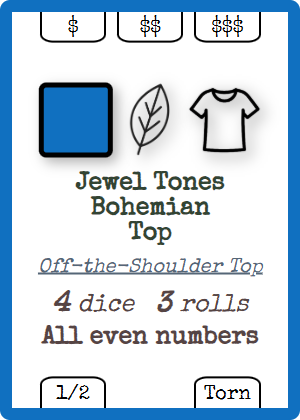 $ $$ $$$
Jewel Tones
Bohemian
Top
Off-the-Shoulder Top
4 dice 3 rolls
All even numbers
1/2 Torn